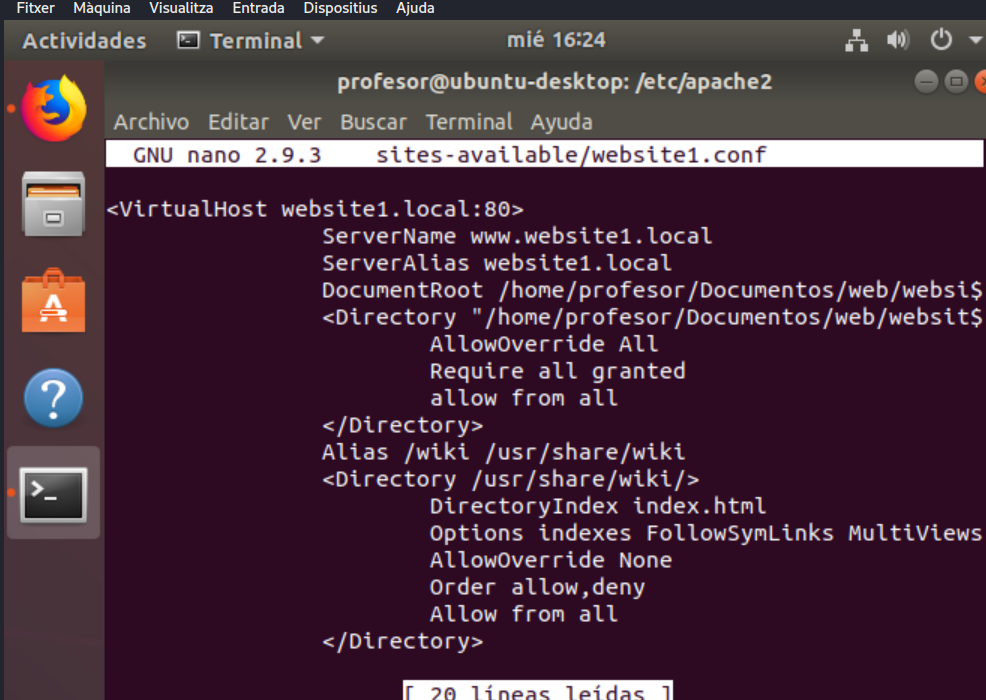 Fitxer Màquina Visualitza Entrada Dispositius Ajuda
Actividades Terminal mié 16:24
profesor@ubuntu-desktop: /etc/apache2
Archivo Editar Ver Buscar Terminal Ayuda
GNU nano 2.9.3 sites-available/website1.conf
<VirtualHost website1.local:80>
ServerName www.website1.local
ServerAlias website1.local
DocumentRoot /home/profesor/Documentos/web/websi$
<Directory "/home/profesor/Documentos/web/websit$
AllowOverride All
Require all granted
allow from all
</Directory>
Alias /wiki /usr/share/wiki
<Directory /usr/share/wiki/>
DirectoryIndex index.html
Options indexes FollowSymLinks MultiViews
AllowOverride None
Order allow,deny
Allow from all
</Directory>
[ 20 líneas leídas ]